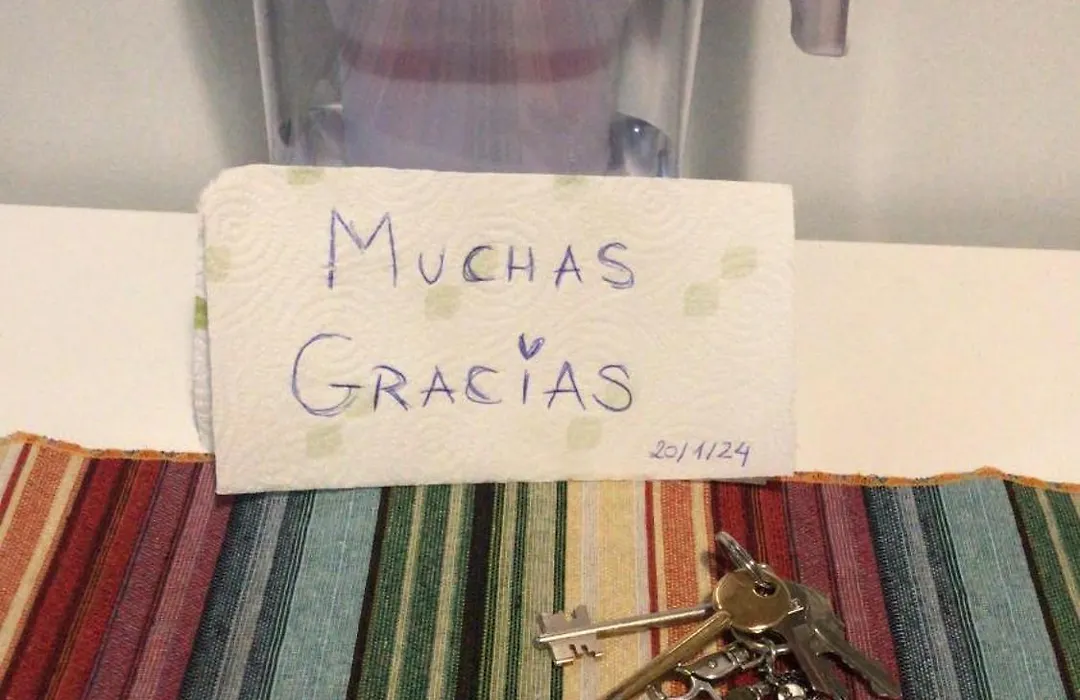 MUCHAS
GRACiAS
20/1/24